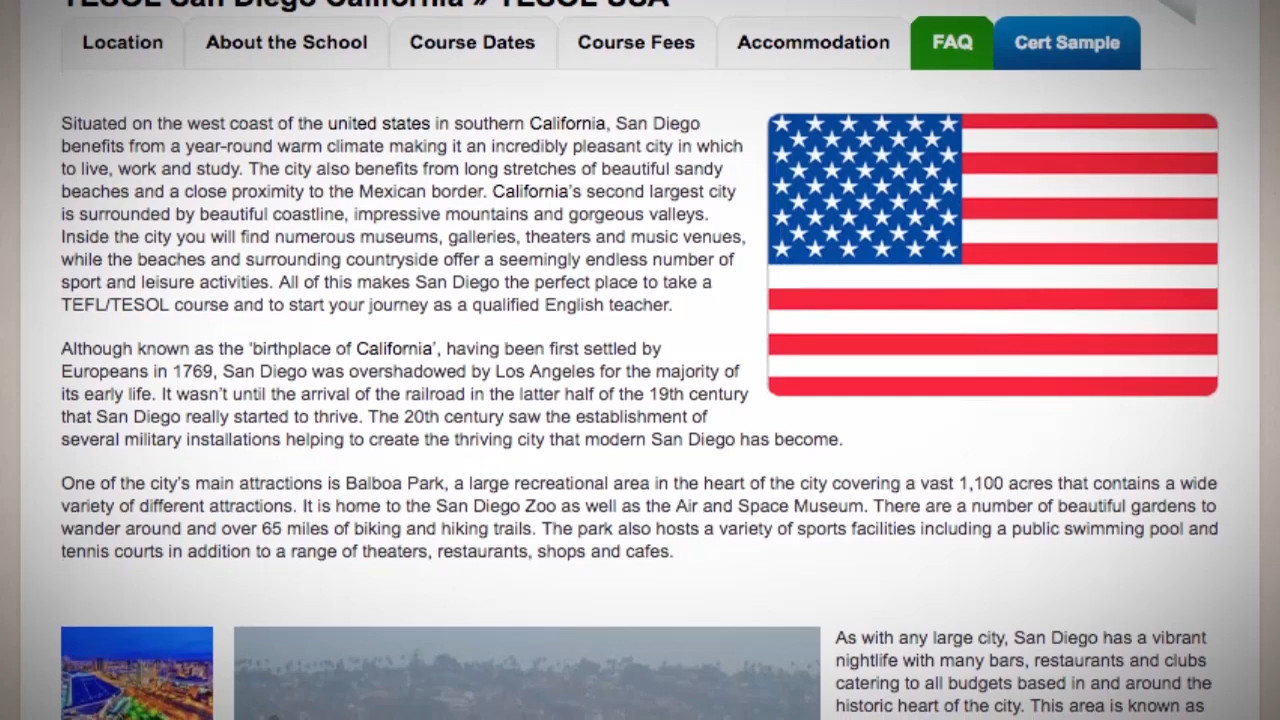 TESOL San Diego California » TESOL USA
Location About the School Course Dates Course Fees Accommodation FAQ Cert Sample
Situated on the west coast of the united states in southern California, San Diego
benefits from a year-round warm climate making it an incredibly pleasant city in which
to live, work and study. The city also benefits from long stretches of beautiful sandy
beaches and a close proximity to the Mexican border. California's second largest city
is surrounded by beautiful coastline, impressive mountains and gorgeous valleys.
Inside the city you will find numerous museums, galleries, theaters and music venues,
while the beaches and surrounding countryside offer a seemingly endless number of
sport and leisure activities. All of this makes San Diego the perfect place to take a
TEFL/TESOL course and to start your journey as a qualified English teacher.
Although known as the 'birthplace of California', having been first settled by
Europeans in 1769, San Diego was overshadowed by Los Angeles for the majority of
its early life. It wasn't until the arrival of the railroad in the latter half of the 19th century
that San Diego really started to thrive. The 20th century saw the establishment of
several military installations helping to create the thriving city that modern San Diego has become.
One of the city's main attractions is Balboa Park, a large recreational area in the heart of the city covering a vast 1,100 acres that contains a wide
variety of different attractions. It is home to the San Diego Zoo as well as the Air and Space Museum. There are a number of beautiful gardens to
wander around and over 65 miles of biking and hiking trails. The park also hosts a variety of sports facilities including a public swimming pool and
tennis courts in addition to a range of theaters, restaurants, shops and cafes.
As with any large city, San Diego has a vibrant
nightlife with many bars, restaurants and clubs
catering to all budgets based in and around the
historic heart of the city. This area is known as